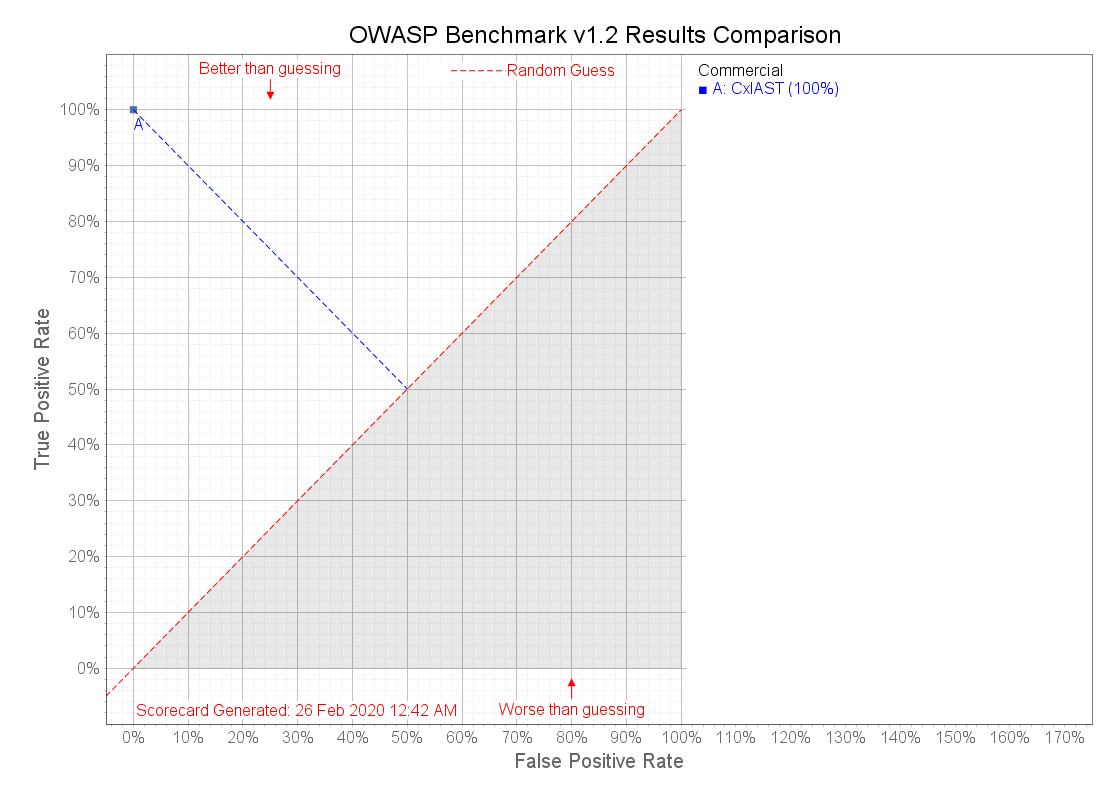 OWASP Benchmark v1.2 Results Comparison
Better than guessing
Random Guess
Commercial
A: CxIAST (100%)
A
100%
90%
80%
70%
60%
50%
40%
30%
20%
10%
0%
True Positive Rate
Scorecard Generated: 26 Feb 2020 12:42 AM
Worse than guessing
0% 10% 20% 30% 40% 50% 60% 70% 80% 90% 100% 110% 120% 130% 140% 150% 160% 170%
False Positive Rate